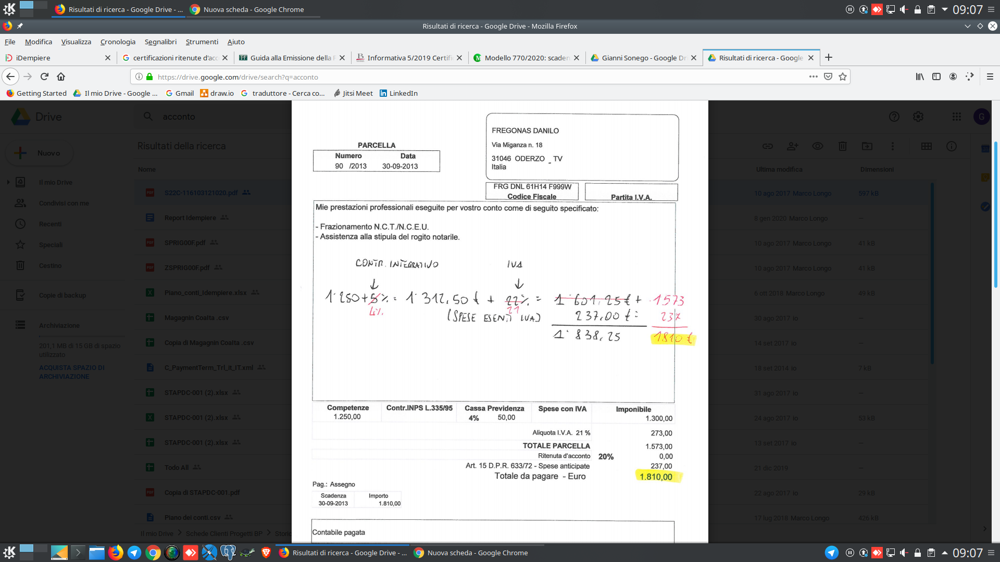 Risultati di ricerca - Google Drive - ...
Nuova scheda - Google Chrome
09:07
Risultati di ricerca - Google Drive - Mozilla Firefox
File Modifica Visualizza Cronologia Segnalibri Strumenti Aiuto
iDempiere
certificazioni ritenute d'acc
Guida alla Emissione della F
Informativa 5/2019 Certifi
Modello 770/2020: scaden
Gianni Sonego - Google Dr
Risultati di ricerca - Google
https://drive.google.com/drive/search?q=acconto
Getting Started Il mio Drive - Google ... Gmail draw.io traduttore - Cerca co... Jitsi Meet LinkedIn
Drive
acconto
G
Nuovo
Il mio Drive
Condivisi con me
Recenti
Speciali
Cestino
Copie di backup
Archiviazione
201,1 MB di 15 GB di spazio
utilizzato
ACQUISTA SPAZIO DI
ARCHIVIAZIONE
Risultati della ricerca
Nome
Ultima modifica Dimensioni
S22C-116103121020.pdf
10 ago 2017 Marco Longo 597 kB
Report Idempiere
8 gen 2020 Marco Longo —
SPRIG00F.pdf
10 ago 2017 Marco Longo 41 kB
ZSPRIG00F.pdf
10 ago 2017 Marco Longo 41 kB
Piano_conti_Idempiere.xlsx
6 ott 2018 Marco Longo 49 kB
Magagnin Coalta .csv
30 ago 2017 io —
Copia di Magagnin Coalta .csv
14 set 2017 io —
C_PaymentTerm_Trl_it_IT.xml
18 set 2014 io 7 kB
STAPDC-001 (2).xlsx
31 ago 2017 io —
STAPDC-001 (2).xlsx
24 ago 2017 io 53 kB
STAPDC-001 (2).xlsx
13 set 2017 io —
Todo All
21 dic 2019 —
Copia di STAPDC-001.pdf
22 ago 2017 io 29 kB
Piano dei conti.csv
17 lug 2018 Marco Longo 426 kB
Il mio Drive > Schede Clienti Progetti BP > Storic
PARCELLA
Numero Data
90 /2013 30-09-2013
FREGONAS DANILO
Via Miganza n. 18
31046 ODERZO - TV
Italia
FRG DNL 61H14 F999W
Codice Fiscale
Partita I.V.A.
Mie prestazioni professionali eseguite per vostro conto come di seguito specificato:
- Frazionamento N.C.T./N.C.E.U.
- Assistenza alla stipula del rogito notarile.
CONTR. INTEGRATIVO IVA
1˙250+5%= 1˙312,50 € + 22% = 1˙601,25 € + 1573
4% 21
(SPESE ESENTI IVA) 237,00 €= 237
1˙838,25 1810 €
Competenze Contr.INPS L.335/95 Cassa Previdenza Spese con IVA Imponibile
1.250,00 4% 50,00 1.300,00
Aliquota I.V.A. 21 % 273,00
TOTALE PARCELLA 1.573,00
Ritenuta d'acconto 20% 0,00
Art. 15 D.P.R. 633/72 - Spese anticipate 237,00
Totale da pagare - Euro 1.810,00
Pag.: Assegno
Scadenza Importo
30-09-2013 1.810,00
Contabile pagata
Risultati di ricerca - Google Drive - ...
Nuova scheda - Google Chrome
09:07